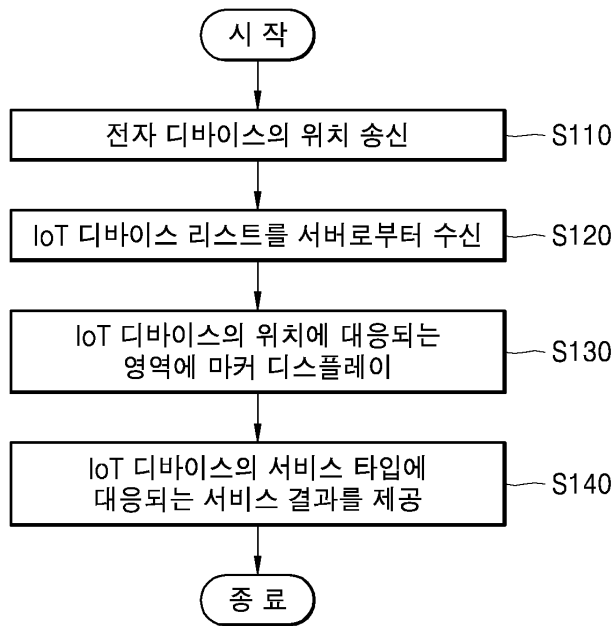 시 작
전자 디바이스의 위치 송신
S110
IoT 디바이스 리스트를 서버로부터 수신
S120
IoT 디바이스의 위치에 대응되는
영역에 마커 디스플레이
S130
IoT 디바이스의 서비스 타입에
대응되는 서비스 결과를 제공
S140
종 료